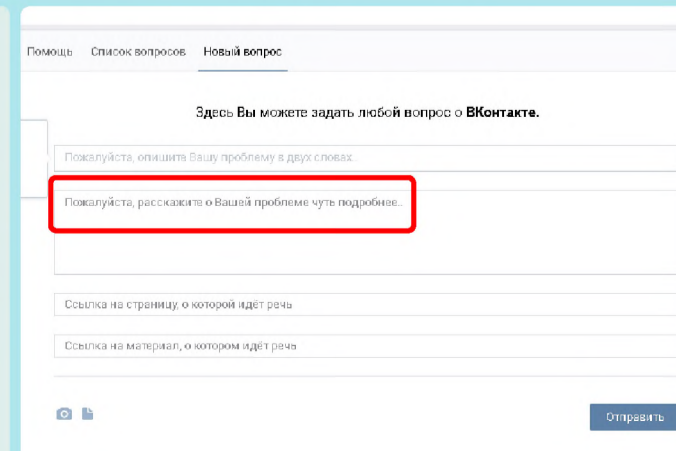 Помощь Список вопросов Новый вопрос
Здесь Вы можете задать любой вопрос о ВКонтакте.
Пожалуйста, опишите Вашу проблему в двух словах..
Пожалуйста, расскажите о Вашей проблеме чуть подробнее..
Ссылка на страницу, о которой идёт речь
Ссылка на материал, о котором идёт речь
Отправить